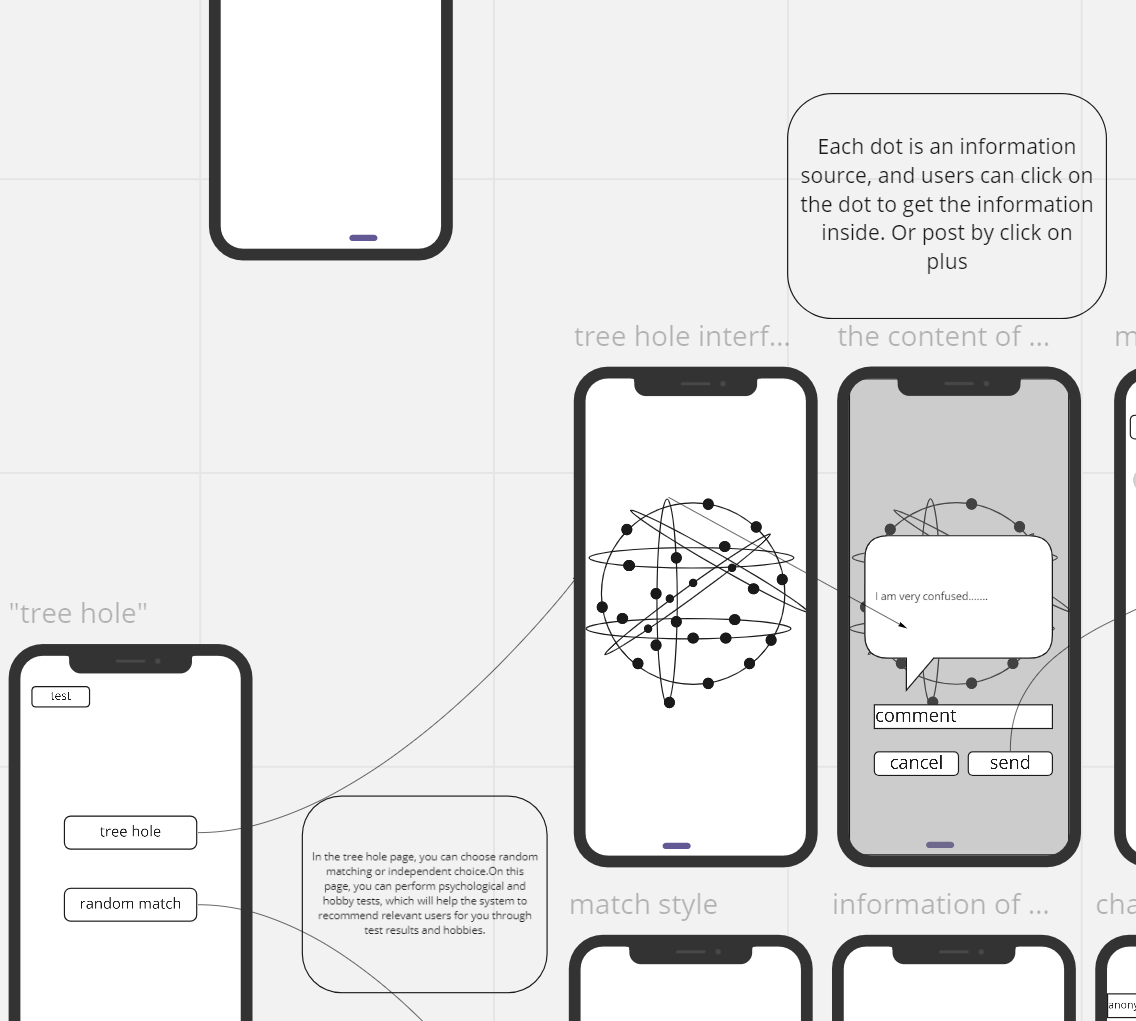 Each dot is an information
source, and users can click on
the dot to get the information
inside. Or post by click on
plus
tree hole interf...
the content of ...
m
I am very confused.......
comment
cancel
send
"tree hole"
test
tree hole
random match
In the tree hole page, you can choose random
matching or independent choice.On this
page, you can perform psychological and
hobby tests, which will help the system to
recommend relevant users for you through
test results and hobbies.
match style
information of ...
cha
anony